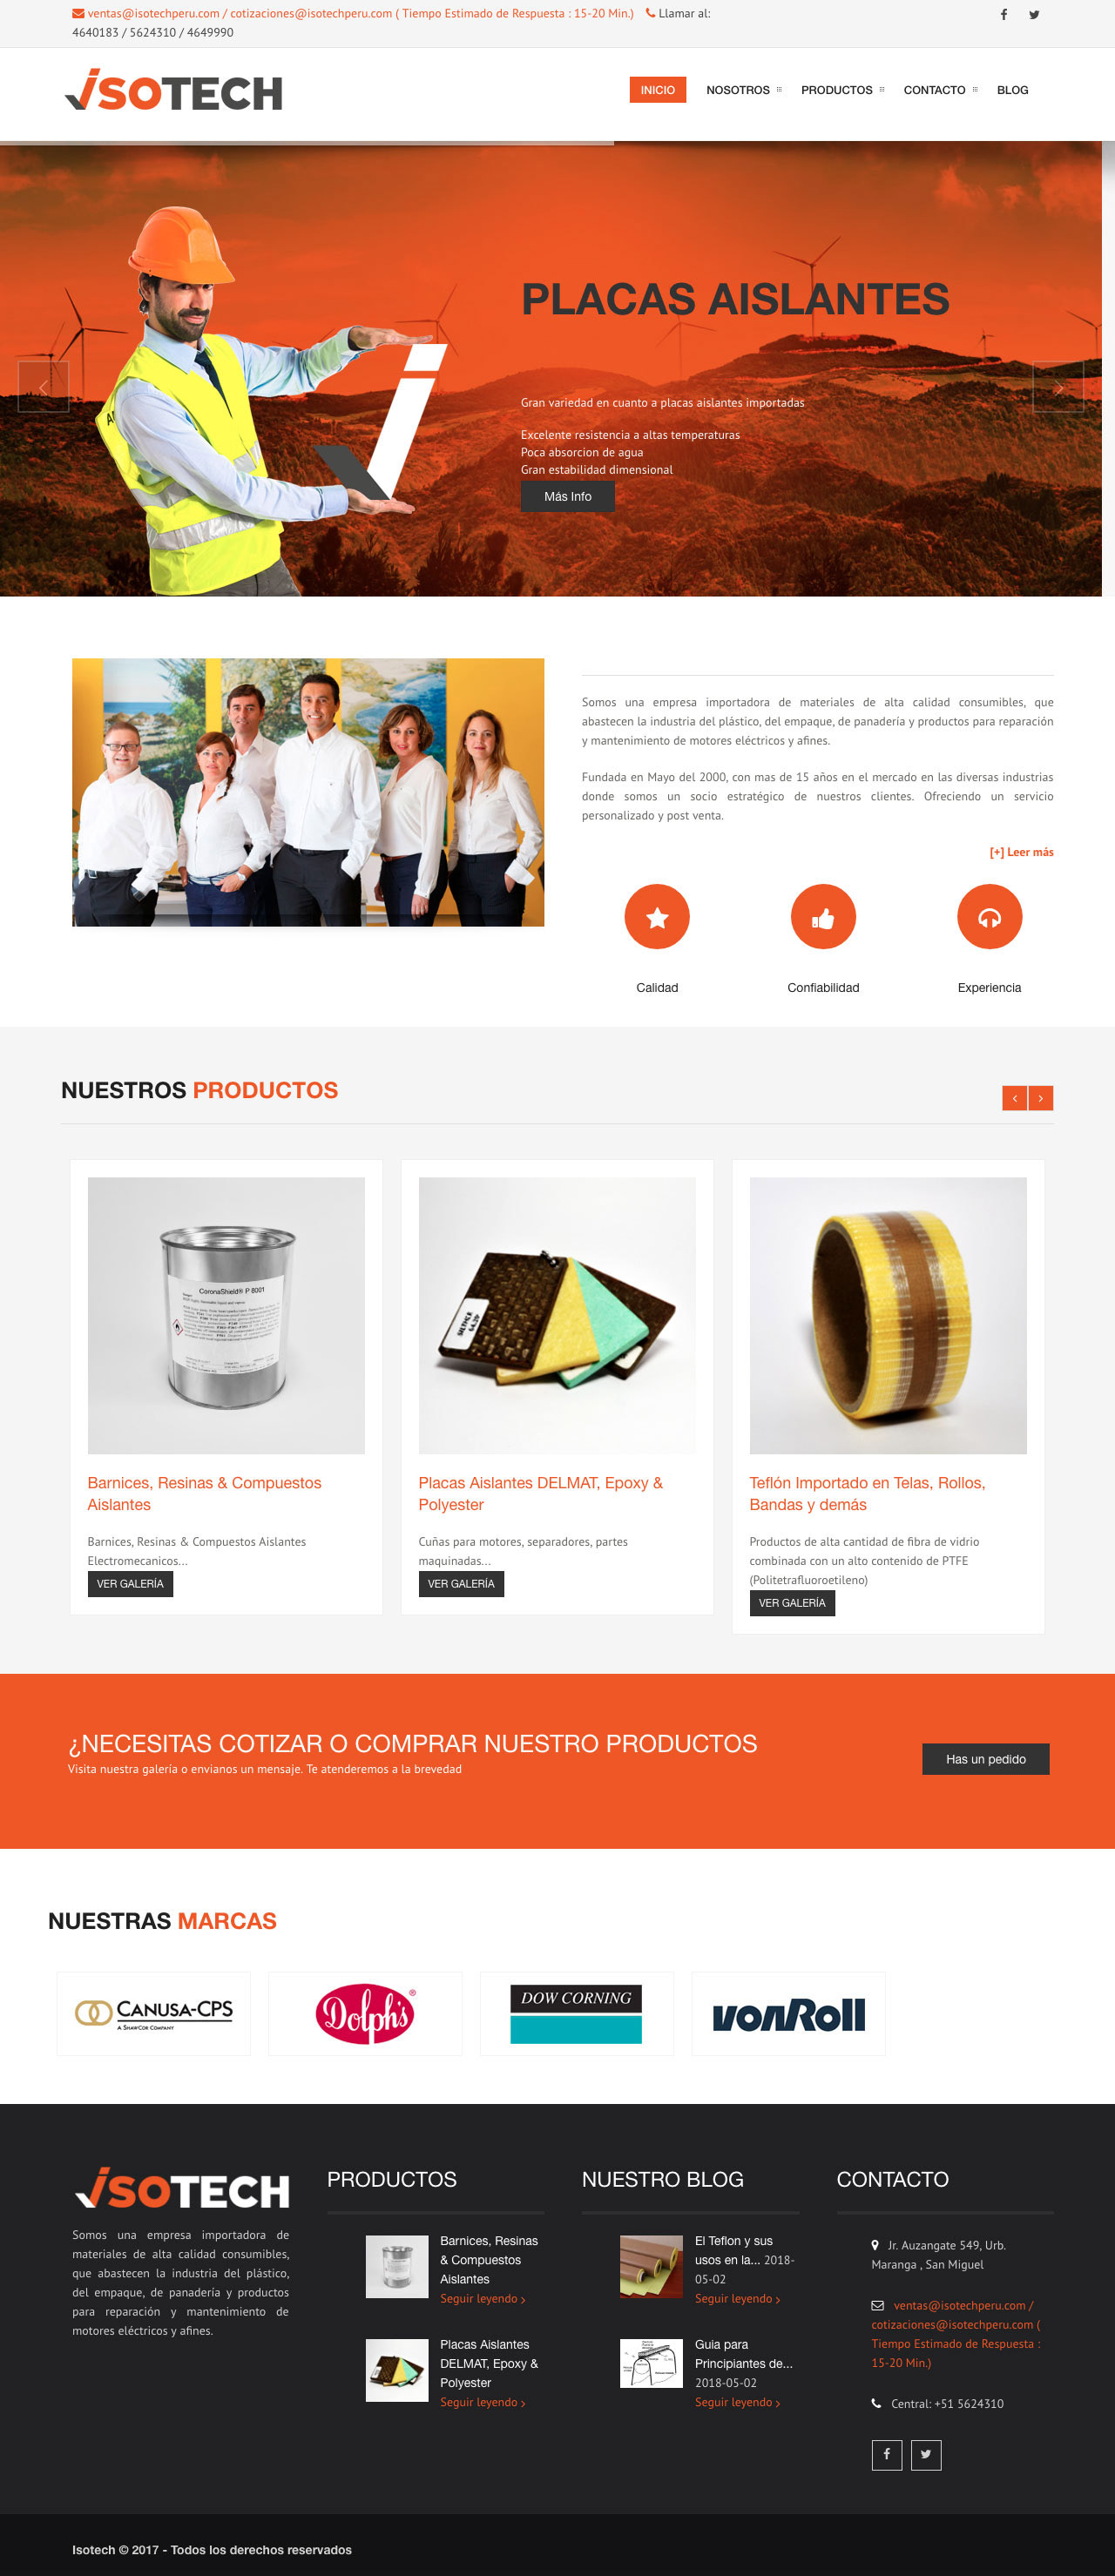 ventas@isotechperu.com / cotizaciones@isotechperu.com ( Tiempo Estimado de Respuesta : 15-20 Min.) Llamar al:
4640183 / 5624310 / 4649990
ISOTECH
INICIO NOSOTROS PRODUCTOS CONTACTO BLOG
PLACAS AISLANTES
Gran variedad en cuanto a placas aislantes importadas
Excelente resistencia a altas temperaturas
Poca absorcion de agua
Gran estabilidad dimensional
Más Info
Somos una empresa importadora de materiales de alta calidad consumibles, que
abastecen la industria del plástico, del empaque, de panadería y productos para reparación
y mantenimiento de motores eléctricos y afines.
Fundada en Mayo del 2000, con mas de 15 años en el mercado en las diversas industrias
donde somos un socio estratégico de nuestros clientes. Ofreciendo un servicio
personalizado y post venta.
[+] Leer más
Calidad Confiabilidad Experiencia
NUESTROS PRODUCTOS
CoronaShield® P 8001
Barnices, Resinas & Compuestos
Aislantes
Barnices, Resinas & Compuestos Aislantes
Electromecanicos...
VER GALERÍA
Placas Aislantes DELMAT, Epoxy &
Polyester
Cuñas para motores, separadores, partes
maquinadas...
VER GALERÍA
Teflón Importado en Telas, Rollos,
Bandas y demás
Productos de alta cantidad de fibra de vidrio
combinada con un alto contenido de PTFE
(Politetrafluoroetileno)
VER GALERÍA
¿NECESITAS COTIZAR O COMPRAR NUESTRO PRODUCTOS
Visita nuestra galería o envianos un mensaje. Te atenderemos a la brevedad
Has un pedido
NUESTRAS MARCAS
CANUSA-CPS
A SHAWCOR COMPANY
Dolph's®
DOW CORNING
vonRoll
ISOTECH
Somos una empresa importadora de
materiales de alta calidad consumibles,
que abastecen la industria del plástico,
del empaque, de panadería y productos
para reparación y mantenimiento de
motores eléctricos y afines.
PRODUCTOS
Barnices, Resinas
& Compuestos
Aislantes
Seguir leyendo
Placas Aislantes
DELMAT, Epoxy &
Polyester
Seguir leyendo
NUESTRO BLOG
El Teflon y sus
usos en la... 2018-
05-02
Seguir leyendo
Guia para
Principiantes de...
2018-05-02
Seguir leyendo
CONTACTO
Jr. Auzangate 549, Urb.
Maranga , San Miguel
ventas@isotechperu.com /
cotizaciones@isotechperu.com (
Tiempo Estimado de Respuesta :
15-20 Min.)
Central: +51 5624310
Isotech © 2017 - Todos los derechos reservados